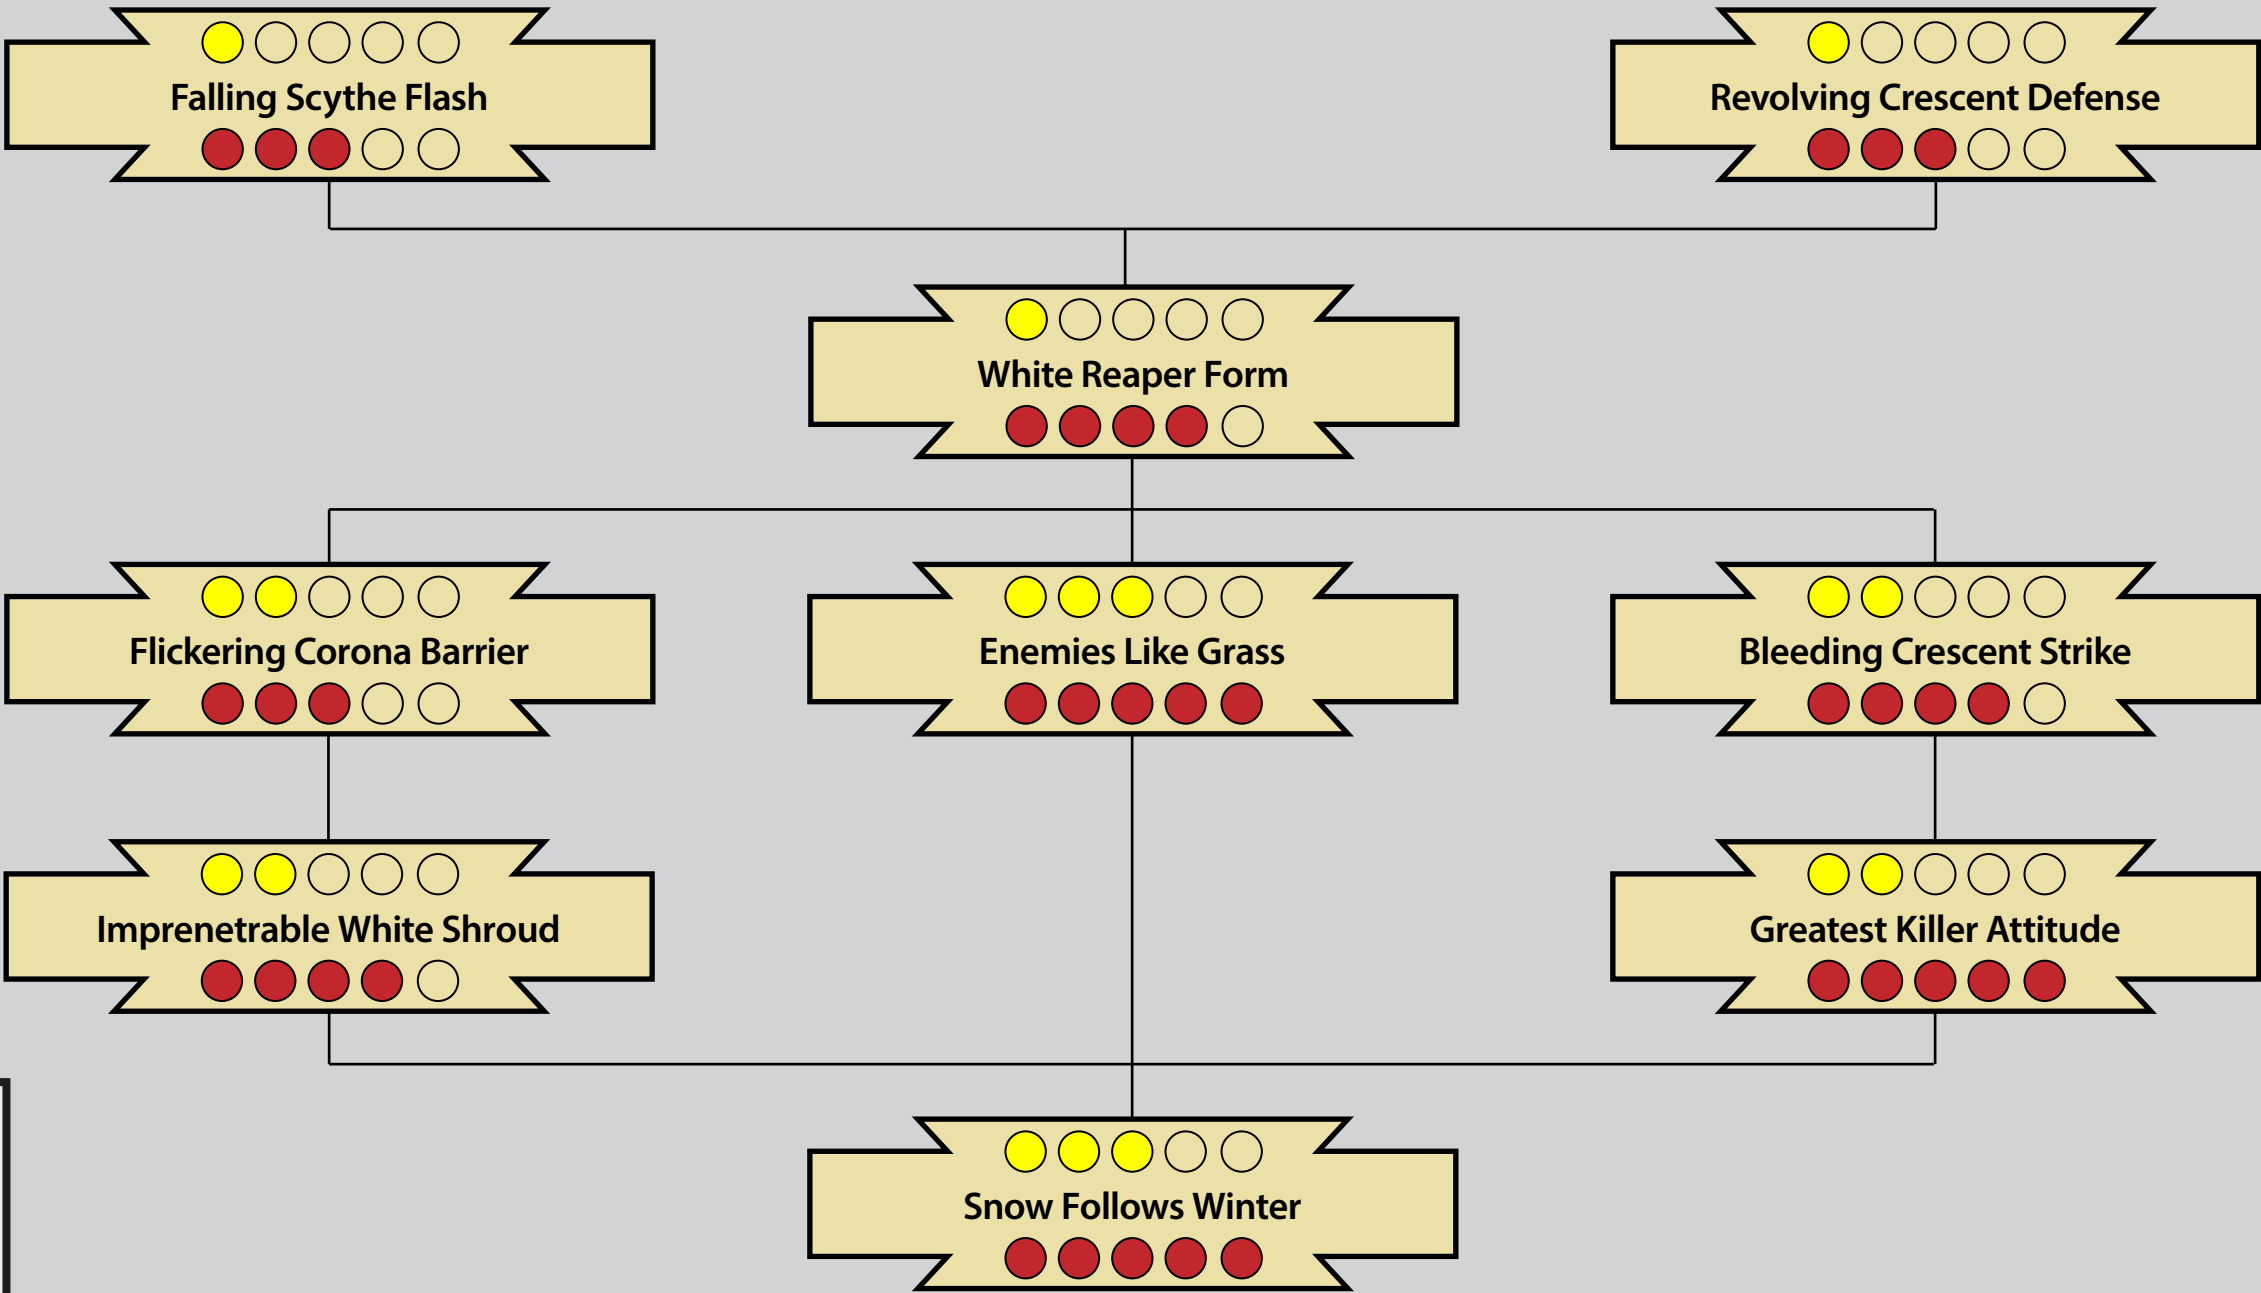 Falling Scythe Flash
Revolving Crescent Defense
White Reaper Form
Flickering Corona Barrier
Enemies Like Grass
Bleeding Crescent Strike
Imprenetrable White Shroud
Greatest Killer Attitude
Snow Follows Winter